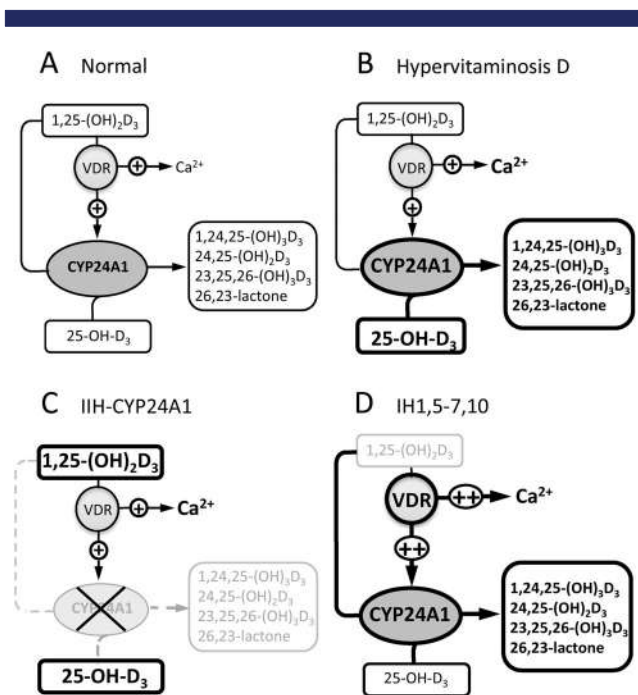 A Normal
1,25-(OH)₂D₃
VDR + Ca²⁺
+
CYP24A1
1,24,25-(OH)₃D₃
24,25-(OH)₂D₃
23,25,26-(OH)₃D₃
26,23-lactone
25-OH-D₃
B Hypervitaminosis D
1,25-(OH)₂D₃
VDR + Ca²⁺
+
CYP24A1
1,24,25-(OH)₃D₃
24,25-(OH)₂D₃
23,25,26-(OH)₃D₃
26,23-lactone
25-OH-D₃
C IIH-CYP24A1
1,25-(OH)₂D₃
VDR + Ca²⁺
+
CYP24A1
1,24,25-(OH)₃D₃
24,25-(OH)₂D₃
23,25,26-(OH)₃D₃
26,23-lactone
25-OH-D₃
D IH1,5-7,10
1,25-(OH)₂D₃
VDR ++ Ca²⁺
++
CYP24A1
1,24,25-(OH)₃D₃
24,25-(OH)₂D₃
23,25,26-(OH)₃D₃
26,23-lactone
25-OH-D₃